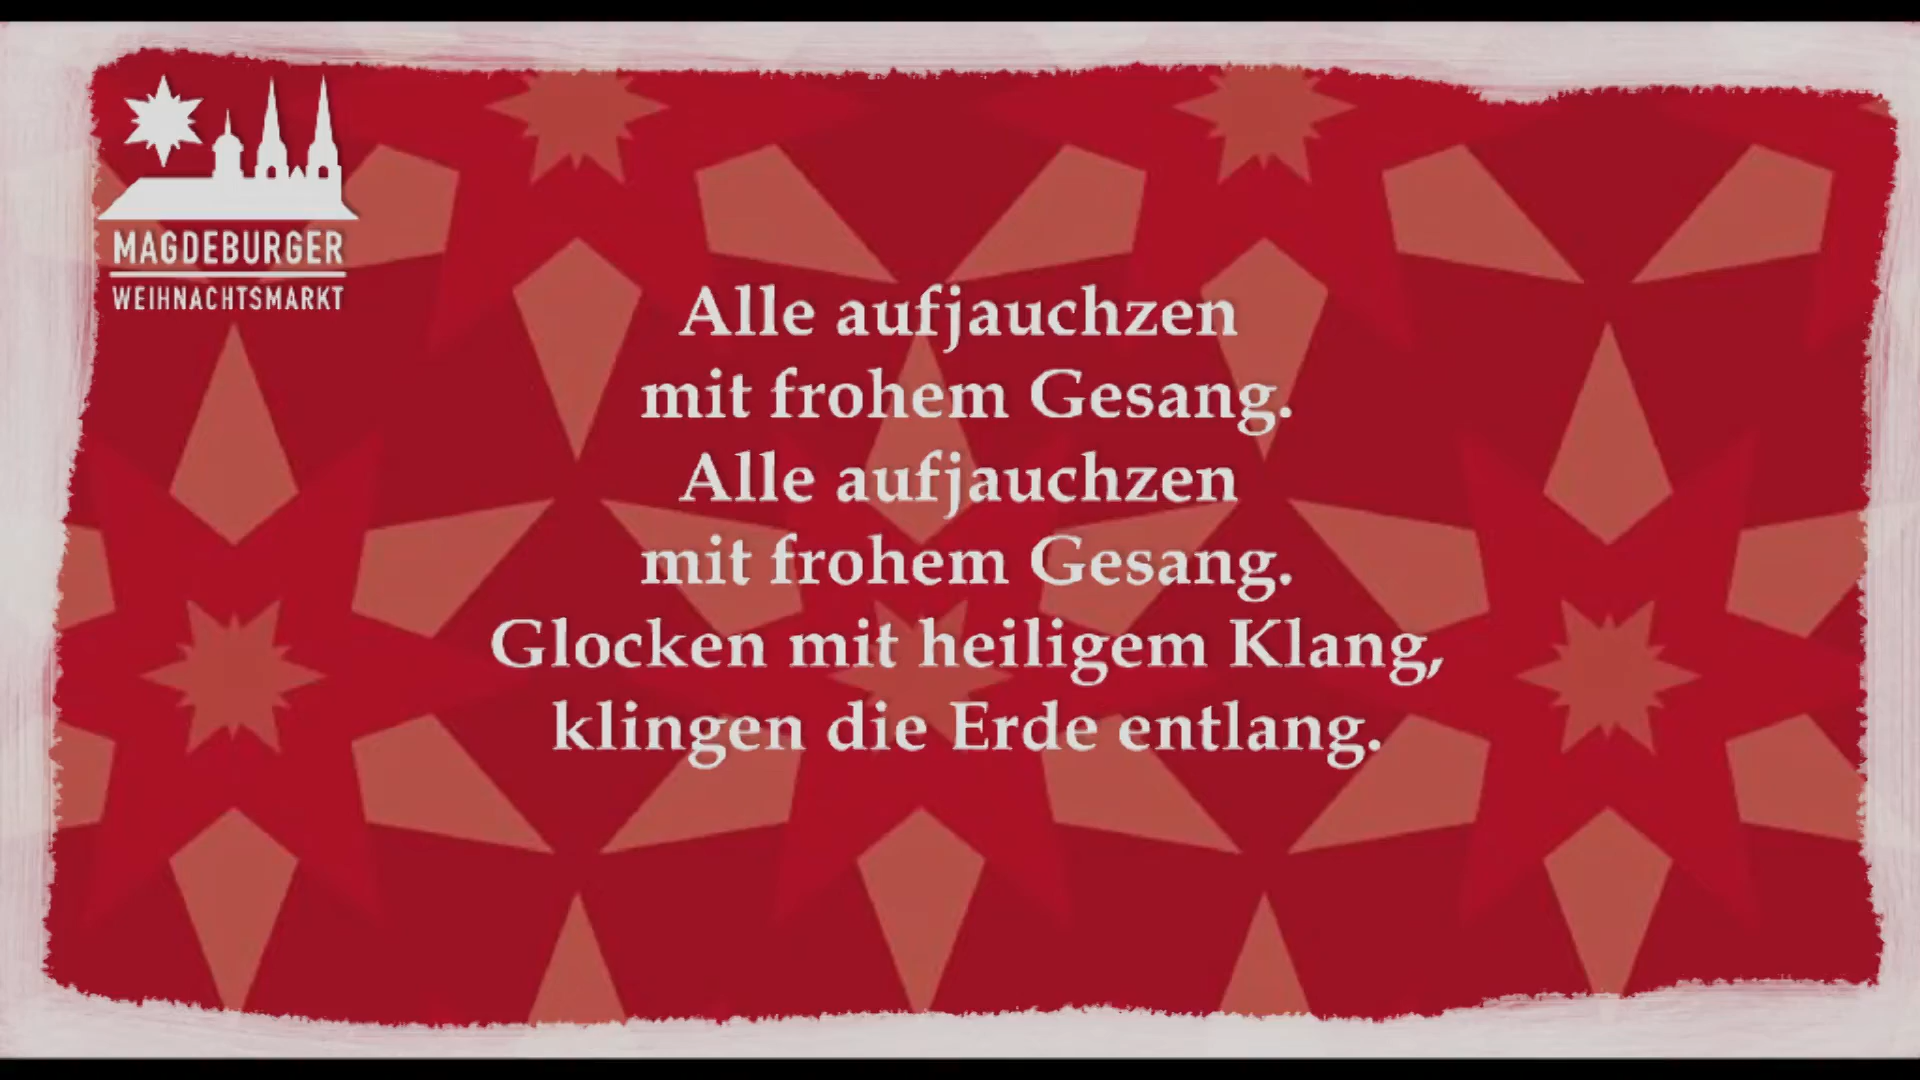 MAGDEBURGER
WEIHNACHTSMARKT
Alle aufjauchzen
mit frohem Gesang.
Alle aufjauchzen
mit frohem Gesang.
Glocken mit heiligem Klang,
klingen die Erde entlang.